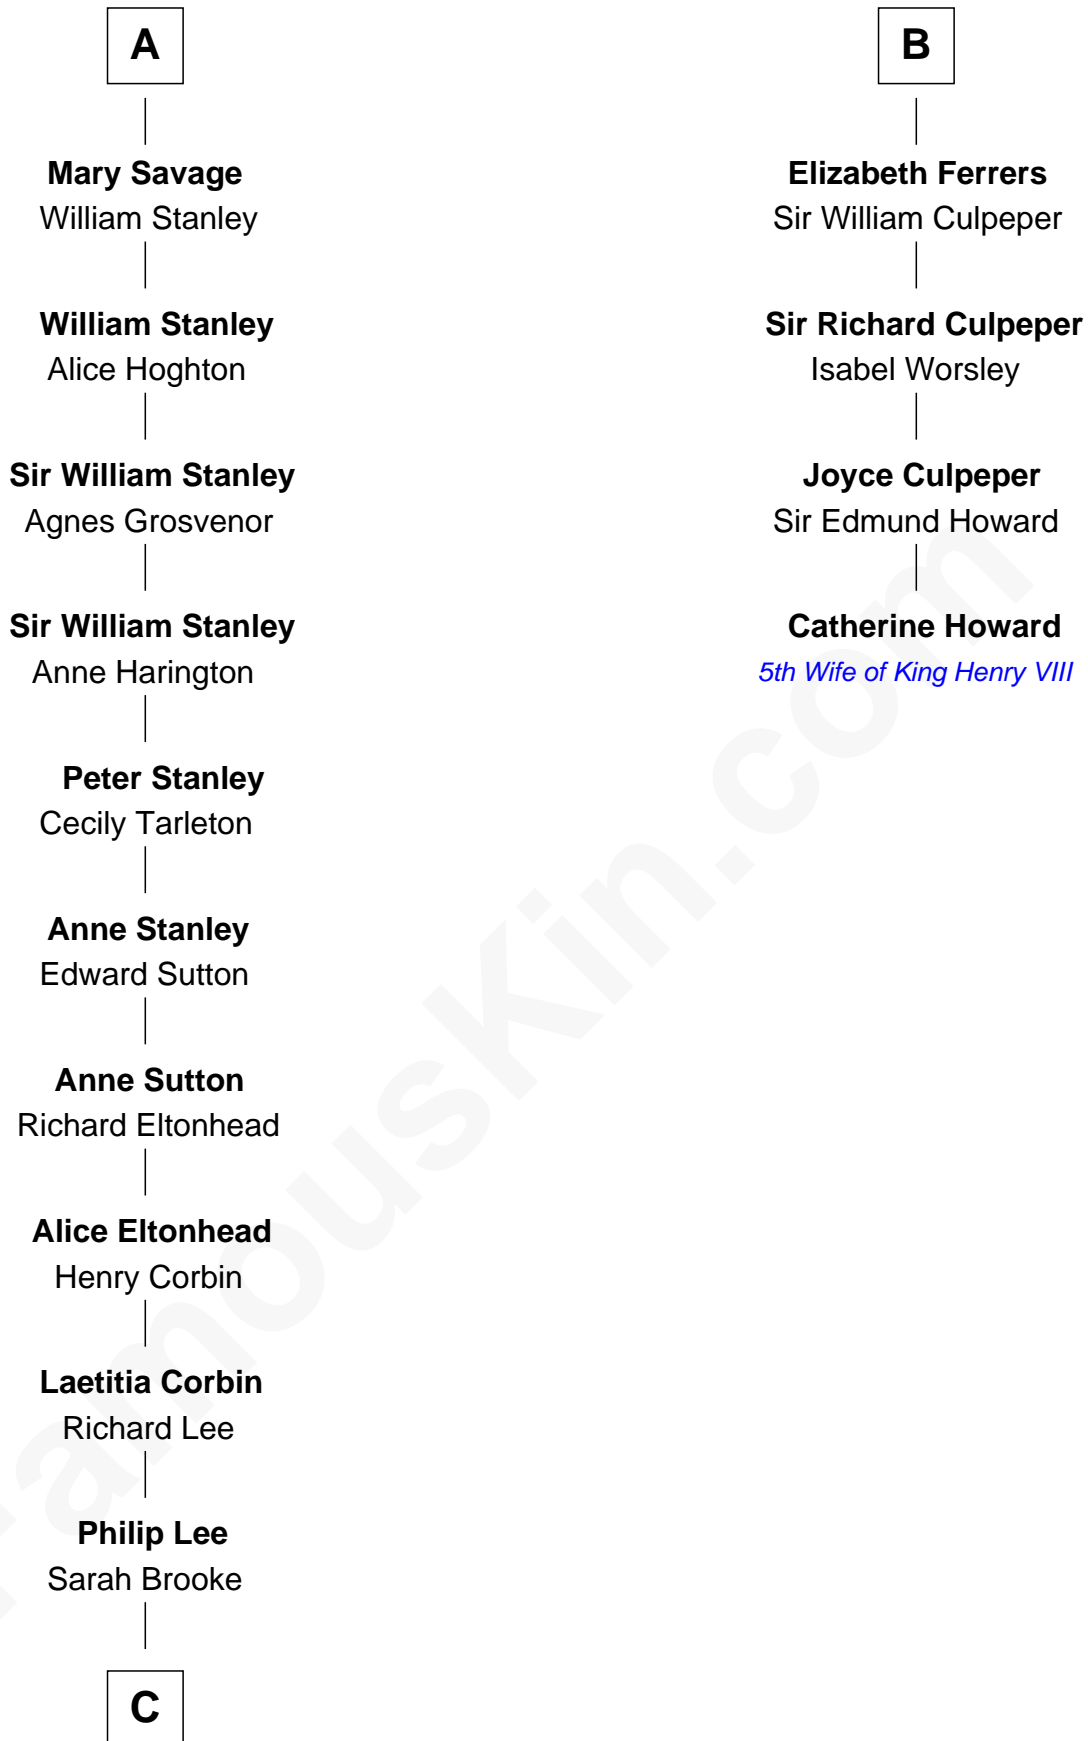 A
Mary Savage
William Stanley
William Stanley
Alice Hoghton
Sir William Stanley
Agnes Grosvenor
Sir William Stanley
Anne Harington
Peter Stanley
Cecily Tarleton
Anne Stanley
Edward Sutton
Anne Sutton
Richard Eltonhead
Alice Eltonhead
Henry Corbin
Laetitia Corbin
Richard Lee
Philip Lee
Sarah Brooke
C
B
Elizabeth Ferrers
Sir William Culpeper
Sir Richard Culpeper
Isabel Worsley
Joyce Culpeper
Sir Edmund Howard
Catherine Howard
5th Wife of King Henry VIII
FamousKin.com